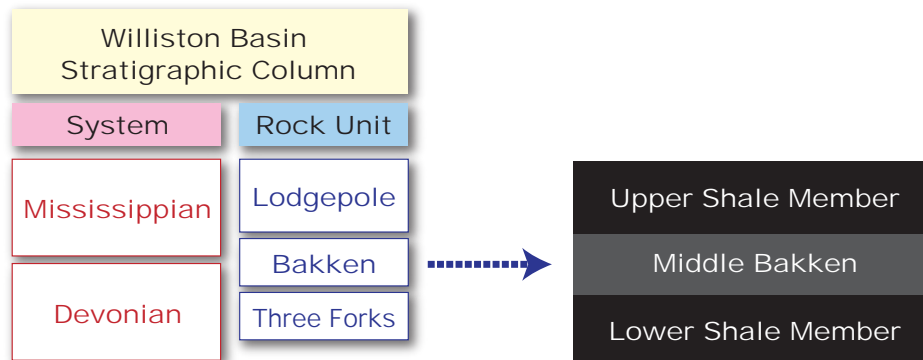 Williston Basin
Stratigraphic Column
System
Rock Unit
Mississippian
Devonian
Lodgepole
Bakken
Three Forks
Upper Shale Member
Middle Bakken
Lower Shale Member